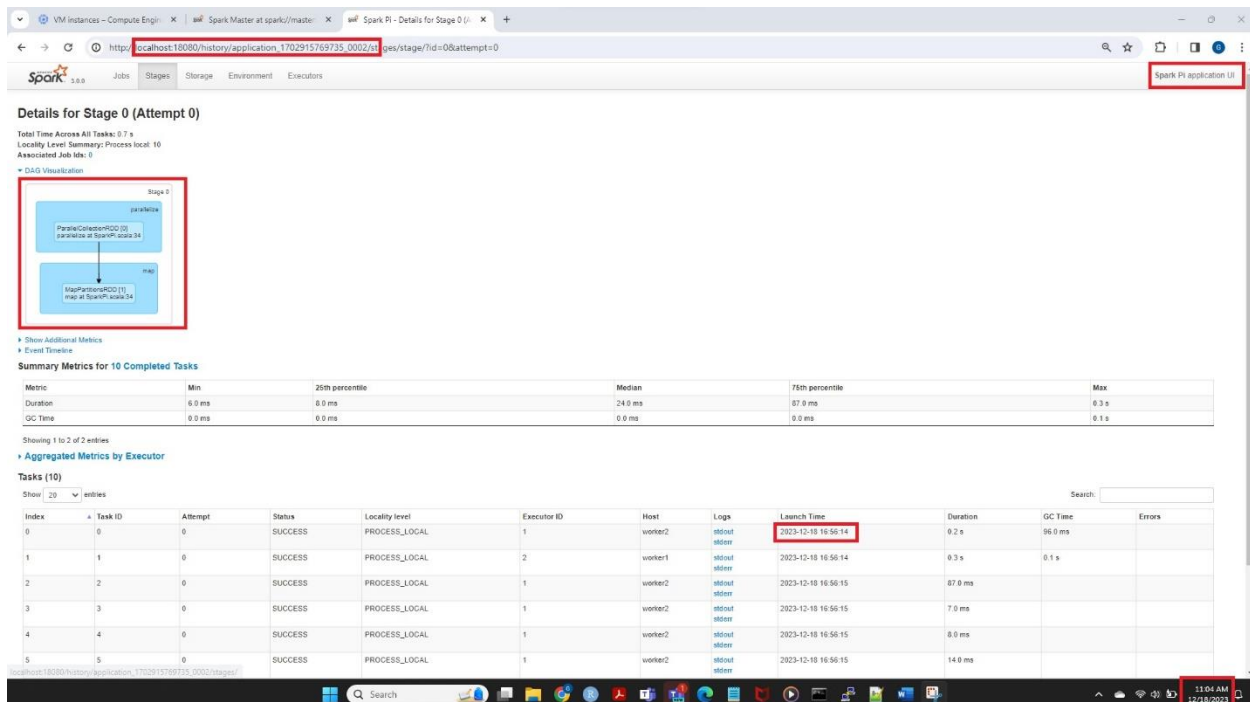 VM instances – Compute Engin
Spark Master at spark://master
Spark Pi - Details for Stage 0 (A
http://localhost:18080/history/application_1702915769735_0002/stages/stage/?id=0&attempt=0
Spark 3.0.0 Jobs Stages Storage Environment Executors Spark Pi application UI
Details for Stage 0 (Attempt 0)
Total Time Across All Tasks: 0.7 s
Locality Level Summary: Process local: 10
Associated Job Ids: 0
DAG Visualization
Stage 0
parallelize
ParallelCollectionRDD [0]
parallelize at SparkPi.scala:34
map
MapPartitionsRDD [1]
map at SparkPi.scala:34
Show Additional Metrics
Event Timeline
Summary Metrics for 10 Completed Tasks
Metric Min 25th percentile Median 75th percentile Max
Duration 6.0 ms 8.0 ms 24.0 ms 87.0 ms 0.3 s
GC Time 0.0 ms 0.0 ms 0.0 ms 0.0 ms 0.1 s
Showing 1 to 2 of 2 entries
Aggregated Metrics by Executor
Tasks (10)
Show 20 entries Search:
Index Task ID Attempt Status Locality level Executor ID Host Logs Launch Time Duration GC Time Errors
0 0 0 SUCCESS PROCESS_LOCAL 1 worker2 stdout 2023-12-18 16:56:14 0.2 s 96.0 ms
stderr
1 1 0 SUCCESS PROCESS_LOCAL 2 worker1 stdout 2023-12-18 16:56:14 0.3 s 0.1 s
stderr
2 2 0 SUCCESS PROCESS_LOCAL 1 worker2 stdout 2023-12-18 16:56:15 87.0 ms
stderr
3 3 0 SUCCESS PROCESS_LOCAL 1 worker2 stdout 2023-12-18 16:56:15 7.0 ms
stderr
4 4 0 SUCCESS PROCESS_LOCAL 1 worker2 stdout 2023-12-18 16:56:15 8.0 ms
stderr
5 5 0 SUCCESS PROCESS_LOCAL 1 worker2 stdout 2023-12-18 16:56:15 14.0 ms
stderr
localhost:18080/history/application_1702915769735_0002/stages/
Search
11:04 AM
12/18/2023